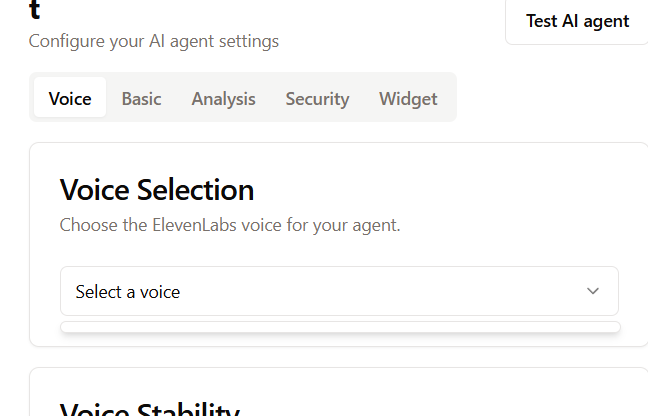 t
Test AI agent
Configure your AI agent settings
Voice Basic Analysis Security Widget
Voice Selection
Choose the ElevenLabs voice for your agent.
Select a voice
Voice Stability